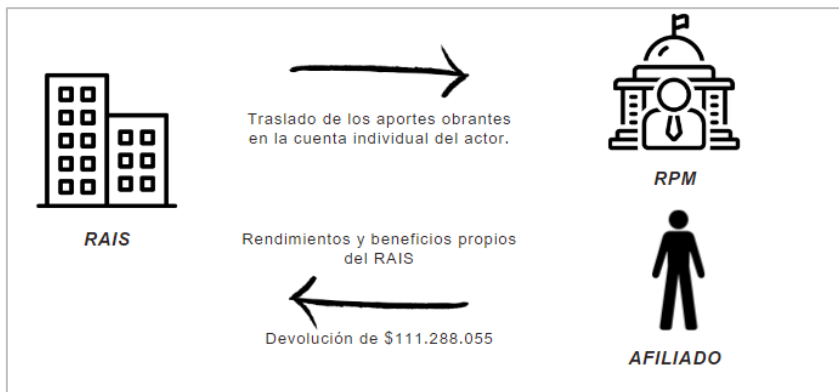 Traslado de los aportes obrantes
en la cuenta individual del actor.
RPM
RAIS
Rendimientos y beneficios propios
del RAIS
Devolución de $111.288.055
AFILIADO